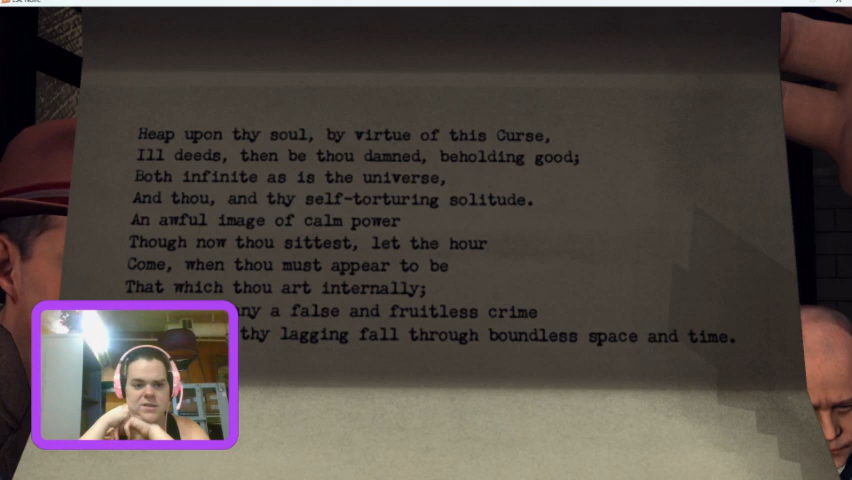 Heap upon thy soul, by virtue of this Curse,
Ill deeds, then be thou damned, beholding good;
Both infinite as is the universe,
And thou, and thy self-torturing solitude.
An awful image of calm power
Though now thou sittest, let the hour
Come, when thou must appear to be
That which thou art internally;
a false and fruitless crime
thy lagging fall through boundless space and time.